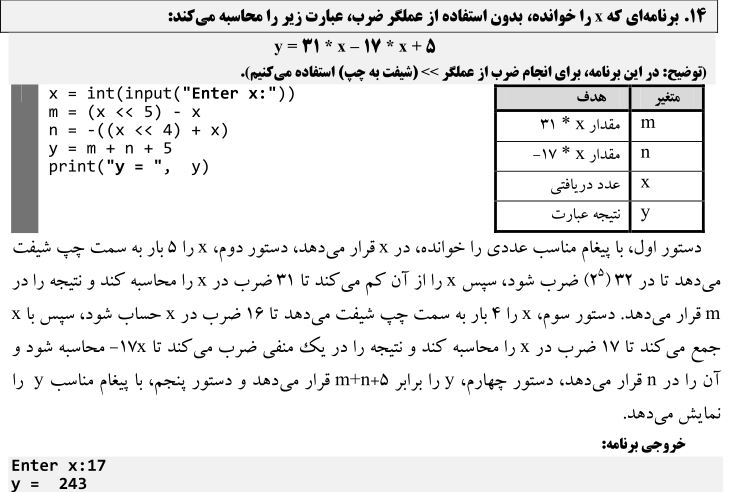 ۱۴. برنامه‌ای که x را خوانده، بدون استفاده از عملگر ضرب، عبارت زیر را محاسبه می‌کند:
y = ۳۱ * x – ۱۷ * x + ۵
(توضیح: در این برنامه، برای انجام ضرب از عملگر >> (شیفت به چپ) استفاده می‌کنیم).
x = int(input("Enter x:"))
m = (x << 5) - x
n = -((x << 4) + x)
y = m + n + 5
print("y = ", y)
متغیر هدف
m مقدار x * ۳۱
n مقدار x * ۱۷–
x عدد دریافتی
y نتیجه عبارت
دستور اول، با پیغام مناسب عددی را خوانده، در x قرار می‌دهد، دستور دوم، x را ۵ بار به سمت چپ شیفت
می‌دهد تا در ۳۲ (۲^۵) ضرب شود، سپس x را از آن کم می‌کند تا ۳۱ ضرب در x را محاسبه کند و نتیجه را در
m قرار می‌دهد. دستور سوم، x را ۴ بار به سمت چپ شیفت می‌دهد تا ۱۶ ضرب در x حساب شود، سپس با x
جمع می‌کند تا ۱۷ ضرب در x را محاسبه کند و نتیجه را در یک منفی ضرب می‌کند تا ۱۷x– محاسبه شود و
آن را در n قرار می‌دهد، دستور چهارم، y را برابر m+n+۵ قرار می‌دهد و دستور پنجم، با پیغام مناسب y را
نمایش می‌دهد.
خروجی برنامه:
Enter x:17
y = 243